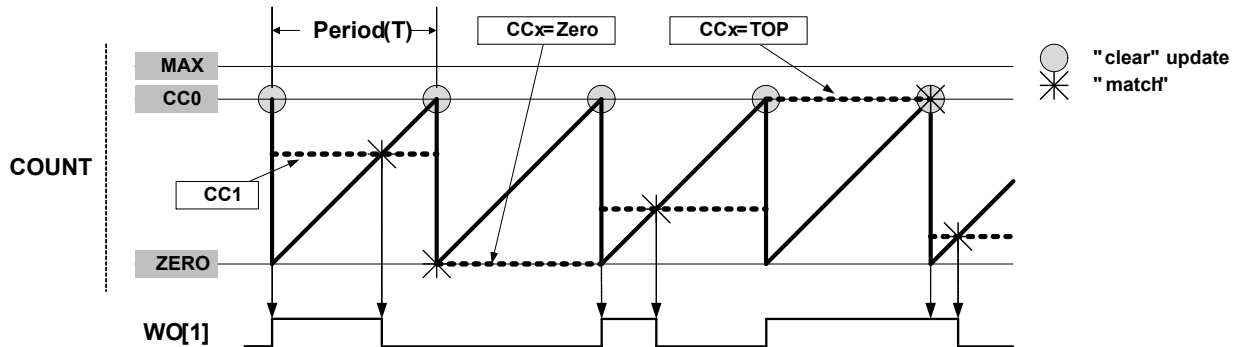 Period(T)
CCx=Zero
CCx=TOP
"clear" update
"match"
MAX
CC0
COUNT
CC1
ZERO
WO[1]